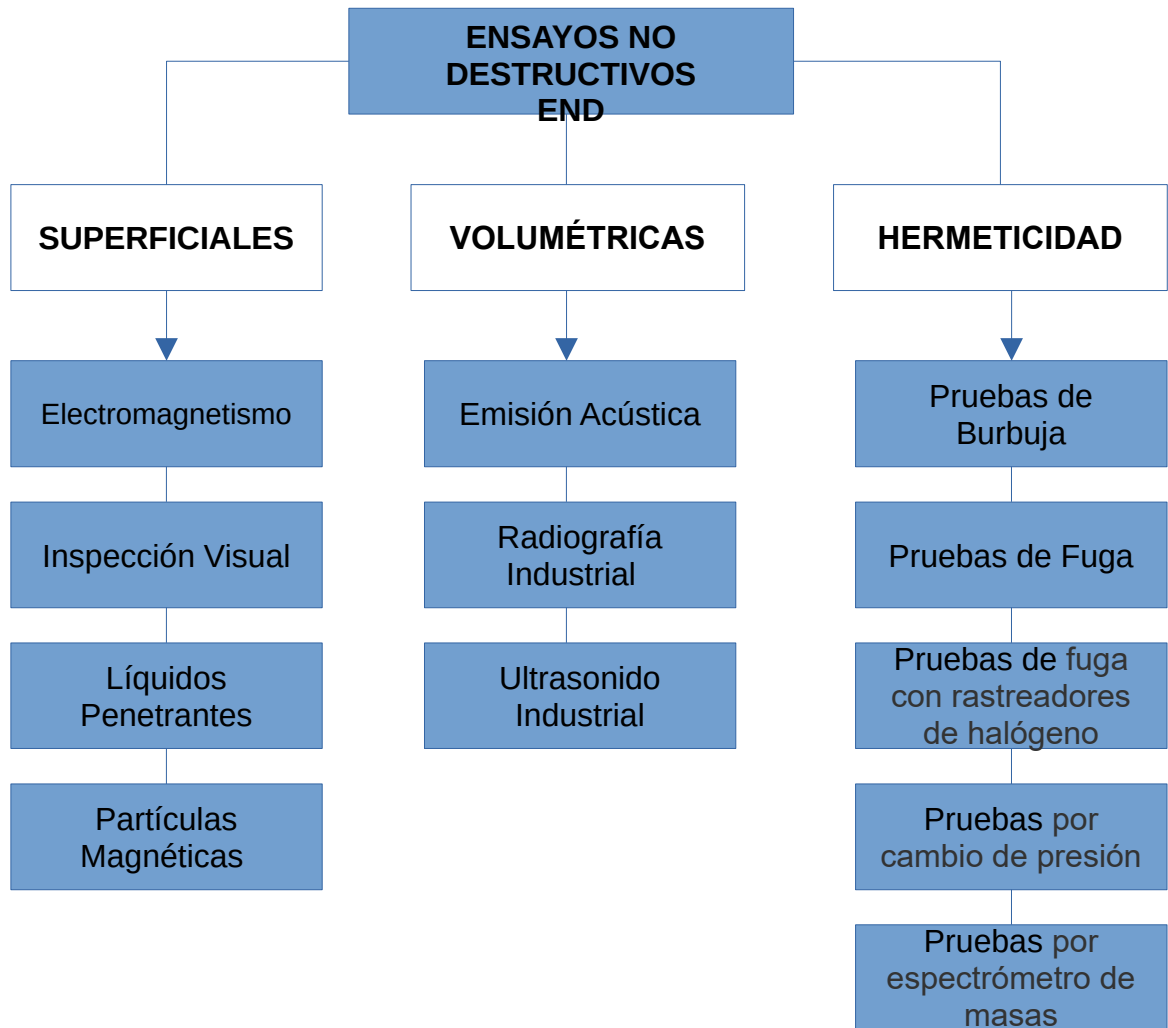 ENSAYOS NO
DESTRUCTIVOS
END
SUPERFICIALES
VOLUMÉTRICAS
HERMETICIDAD
Electromagnetismo
Inspección Visual
Líquidos
Penetrantes
Partículas
Magnéticas
Emisión Acústica
Radiografía
Industrial
Ultrasonido
Industrial
Pruebas de
Burbuja
Pruebas de Fuga
Pruebas de fuga
con rastreadores
de halógeno
Pruebas por
cambio de presión
Pruebas por
espectrómetro de
masas